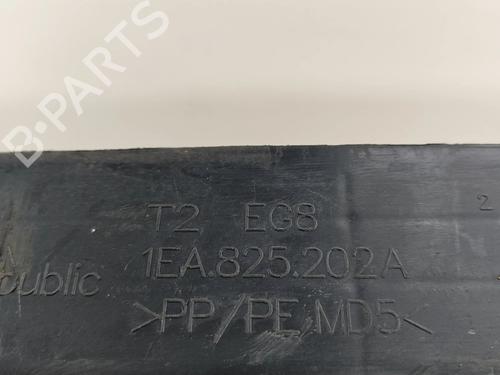 B-PARTS
T2 EG8 2
1EA.825.202A
public
>PP/PE.MD5<